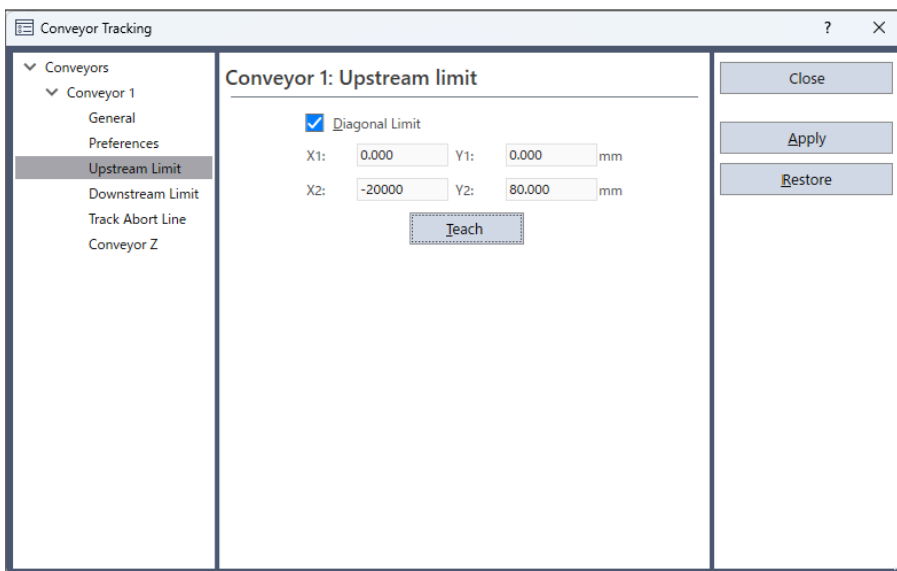 Conveyor Tracking
?
Conveyors
Conveyor 1
General
Preferences
Upstream Limit
Downstream Limit
Track Abort Line
Conveyor Z
Conveyor 1: Upstream limit
Diagonal Limit
X1: 0.000 Y1: 0.000 mm
X2: -20000 Y2: 80.000 mm
Teach
Close
Apply
Restore